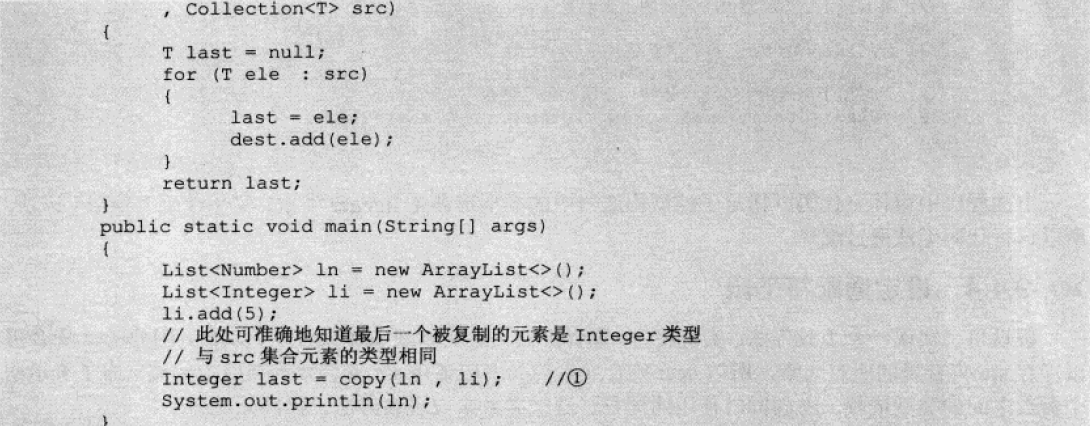 , Collection<T> src)
{
T last = null;
for (T ele : src)
{
last = ele;
dest.add(ele);
}
return last;
}
public static void main(String[] args)
{
List<Number> ln = new ArrayList<>();
List<Integer> li = new ArrayList<>();
li.add(5);
// 此处可准确地知道最后一个被复制的元素是 Integer 类型
// 与 src 集合元素的类型相同
Integer last = copy(ln , li); //①
System.out.println(ln);
}